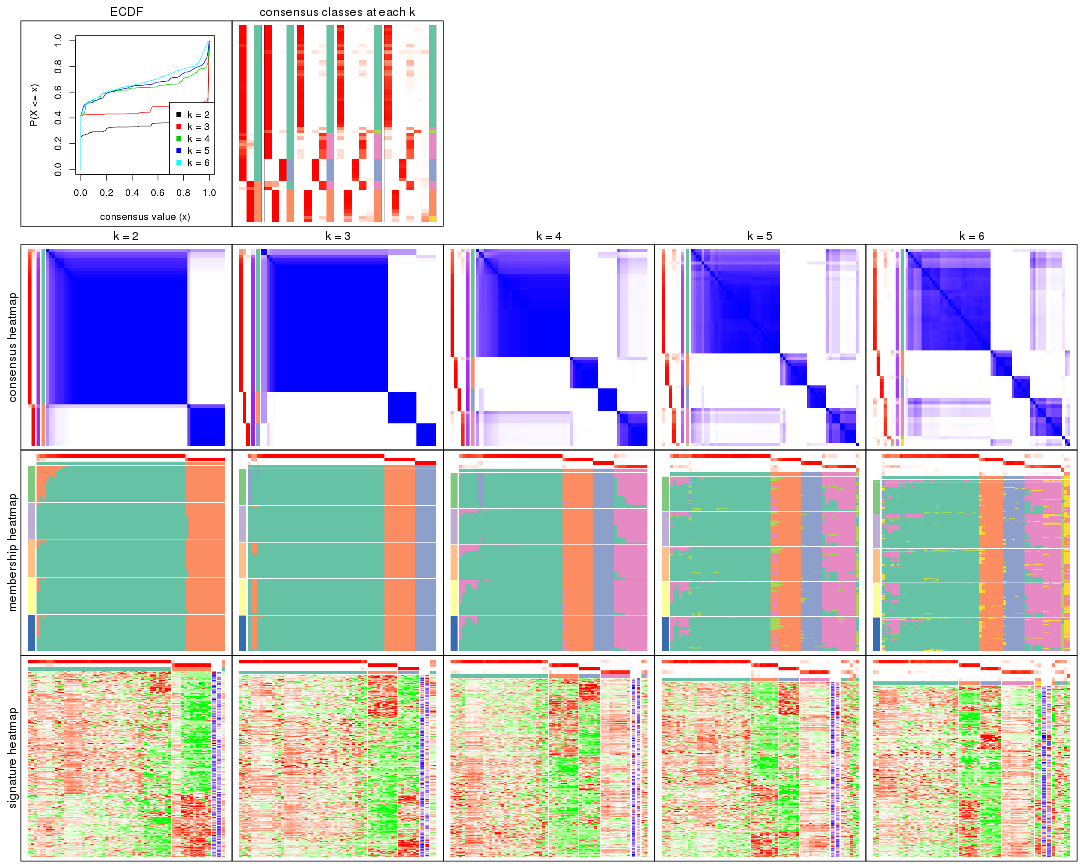 ECDF
consensus classes at each k
P(X <= x)
1.0
0.8
0.6
0.4
0.2
0.0
k = 2
k = 3
k = 4
k = 5
k = 6
0.0 0.2 0.4 0.6 0.8 1.0
consensus value (x)
k = 2
k = 3
k = 4
k = 5
k = 6
consensus heatmap
membership heatmap
signature heatmap